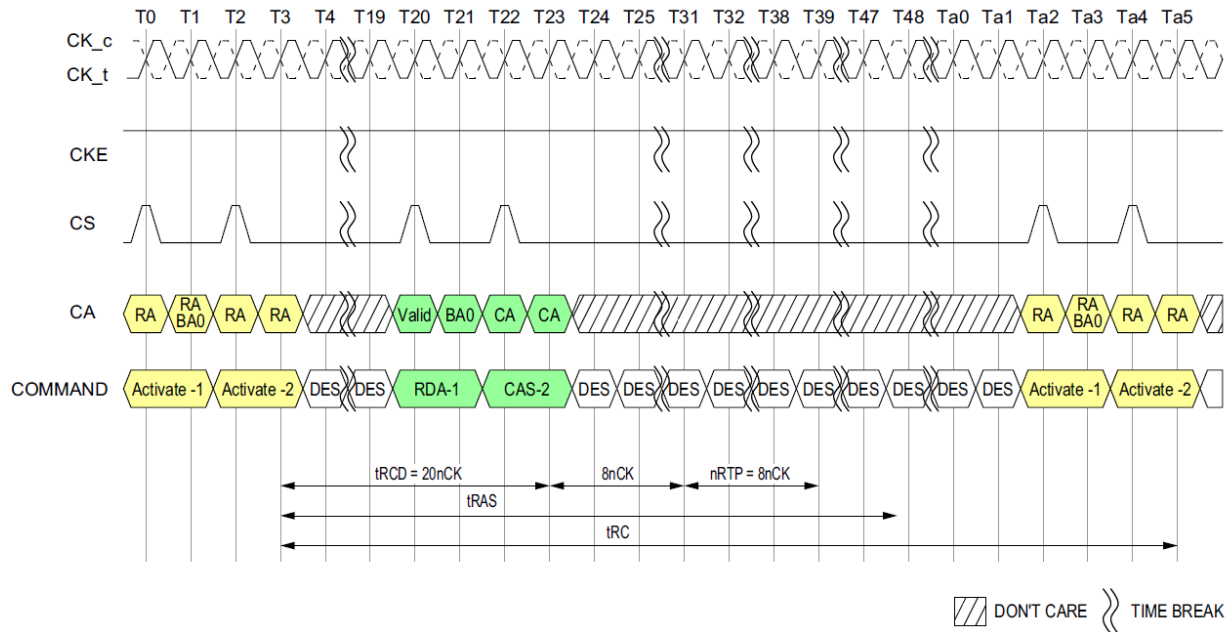 T0 T1 T2 T3 T4 T19 T20 T21 T22 T23 T24 T25 T31 T32 T38 T39 T47 T48 Ta0 Ta1 Ta2 Ta3 Ta4 Ta5
CK_c
CK_t
CKE
CS
CA RA RA BA0 RA RA Valid BA0 CA CA RA RA BA0 RA RA
COMMAND Activate -1 Activate -2 DES DES RDA-1 CAS-2 DES DES DES DES DES DES DES DES DES DES Activate -1 Activate -2
tRCD = 20nCK 8nCK nRTP = 8nCK
tRAS
tRC
DON'T CARE TIME BREAK